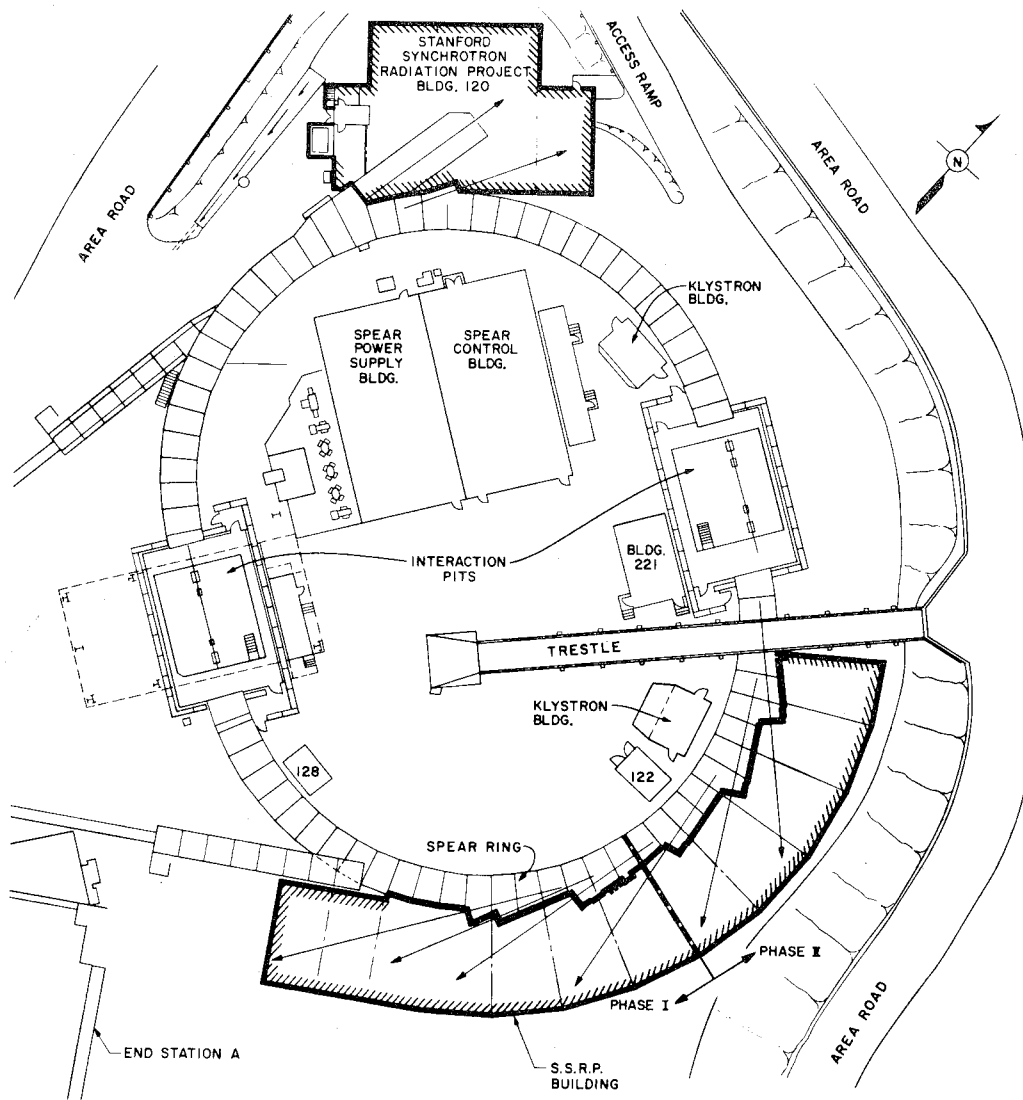 STANFORD
SYNCHROTRON
RADIATION PROJECT
BLDG. 120
ACCESS RAMP
AREA ROAD
AREA ROAD
N
KLYSTRON
BLDG.
SPEAR
POWER
SUPPLY
BLDG.
SPEAR
CONTROL
BLDG.
INTERACTION
PITS
BLDG.
221
TRESTLE
KLYSTRON
BLDG.
128
122
SPEAR RING
PHASE II
PHASE I
AREA ROAD
END STATION A
S.S.R.P.
BUILDING